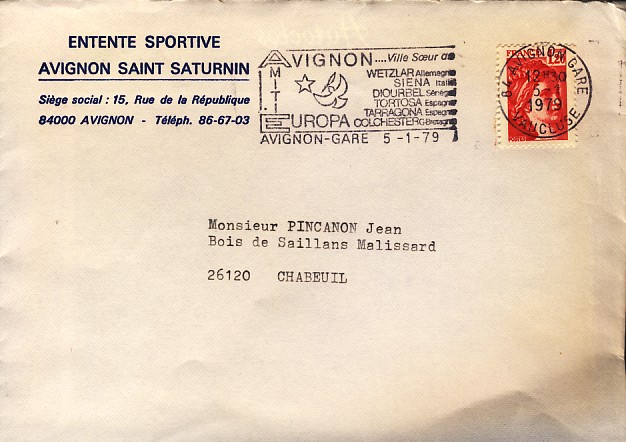 ENTENTE SPORTIVE
AVIGNON SAINT SATURNIN
Siège social : 15, Rue de la République
84000 AVIGNON - Téléph. 86-67-03
AVIGNON....Ville Sœur de
AMITIE
WETZLAR Allemagne
SIENA Italie
DIOURBEL Sénégal
TORTOSA Espagne
TARRAGONA Espagne
COLCHESTER G.Bretagne
EUROPA
AVIGNON-GARE 5-1-79
FRANCE 1,20
84 AVIGNON GARE
12H30
5-1
1979
VAUCLUSE
Monsieur PINCANON Jean
Bois de Saillans Malissard
26120 CHABEUIL